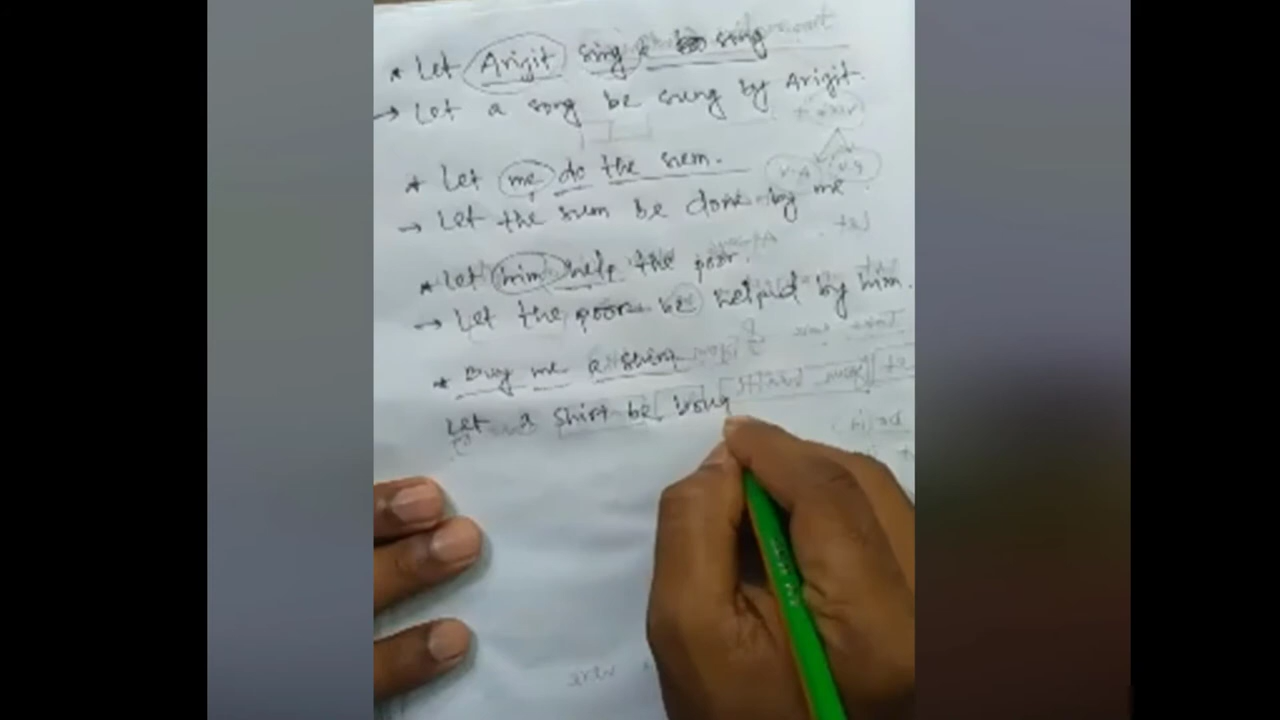 * Let Arijit sing a song
→ Let a song be sung by Arijit.
* Let me do the sum.
→ Let the sum be done by me.
* Let him help the poor.
→ Let the poor be helped by him.
* Buy me a shirt
Let a shirt be boug